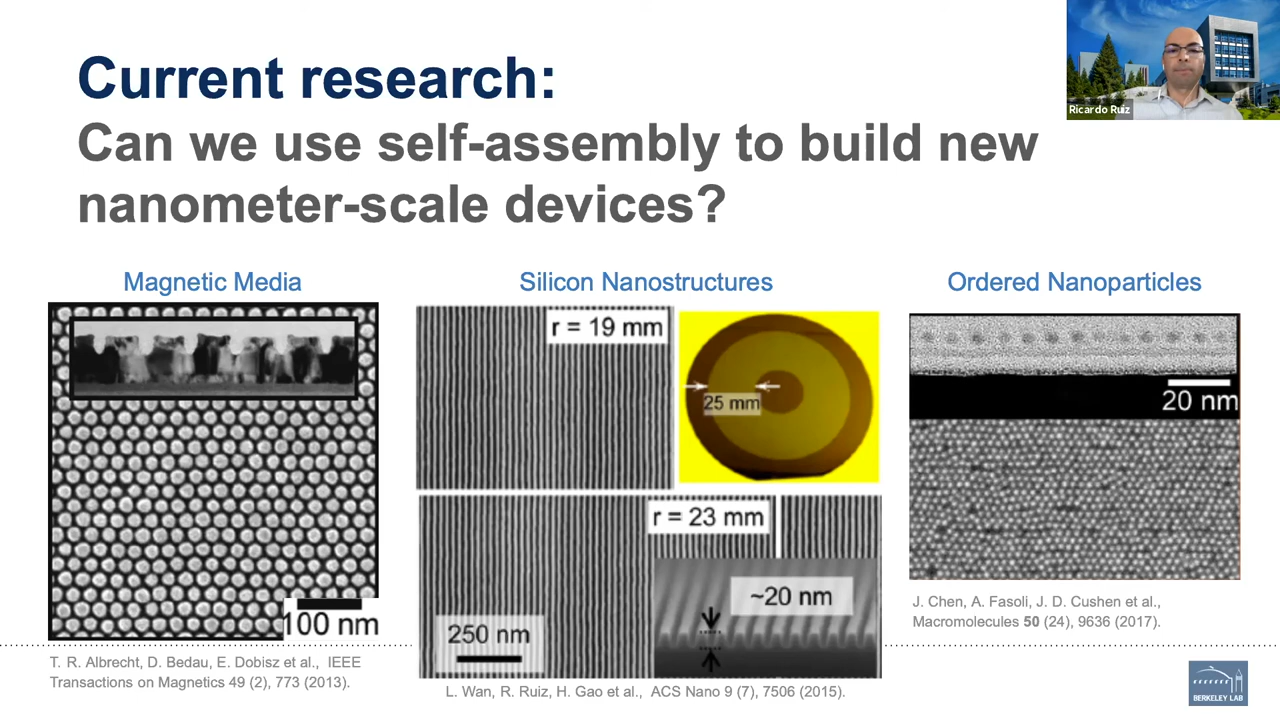 Current research:
Can we use self-assembly to build new
nanometer-scale devices?
Ricardo Ruiz
Magnetic Media
100 nm
T. R. Albrecht, D. Bedau, E. Dobisz et al., IEEE
Transactions on Magnetics 49 (2), 773 (2013).
Silicon Nanostructures
r = 19 mm
25 mm
r = 23 mm
~20 nm
250 nm
L. Wan, R. Ruiz, H. Gao et al., ACS Nano 9 (7), 7506 (2015).
Ordered Nanoparticles
20 nm
J. Chen, A. Fasoli, J. D. Cushen et al.,
Macromolecules 50 (24), 9636 (2017).
BERKELEY LAB